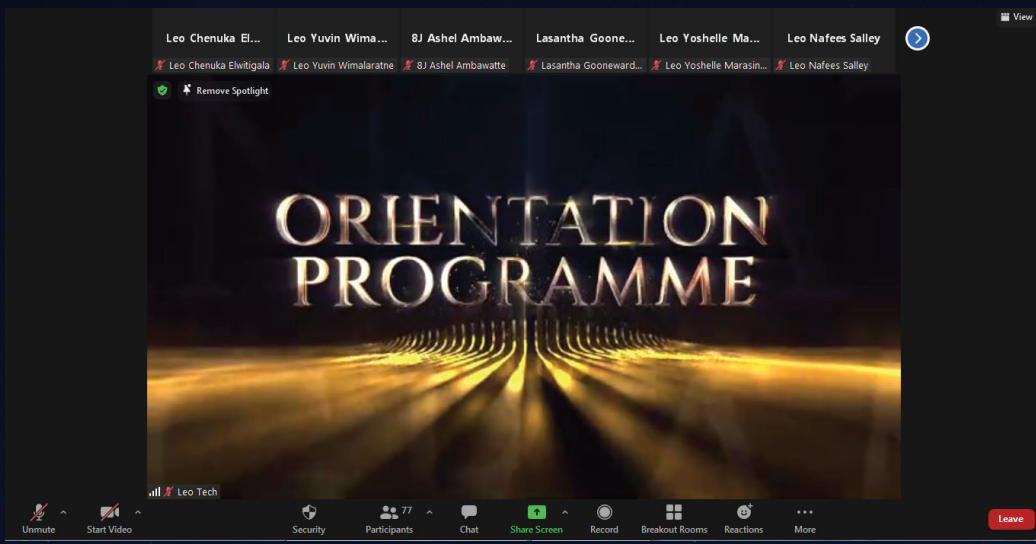 View
Leo Chenuka El... Leo Yuvin Wima... 8J Ashel Ambaw... Lasantha Goone... Leo Yoshelle Ma... Leo Nafees Salley
Leo Chenuka Elwitigala Leo Yuvin Wimalaratne 8J Ashel Ambawatte Lasantha Gooneward... Leo Yoshelle Marasin... Leo Nafees Salley
Remove Spotlight
ORIENTATION
PROGRAMME
Leo Tech
77
Unmute Start Video Security Participants Chat Share Screen Record Breakout Rooms Reactions More Leave